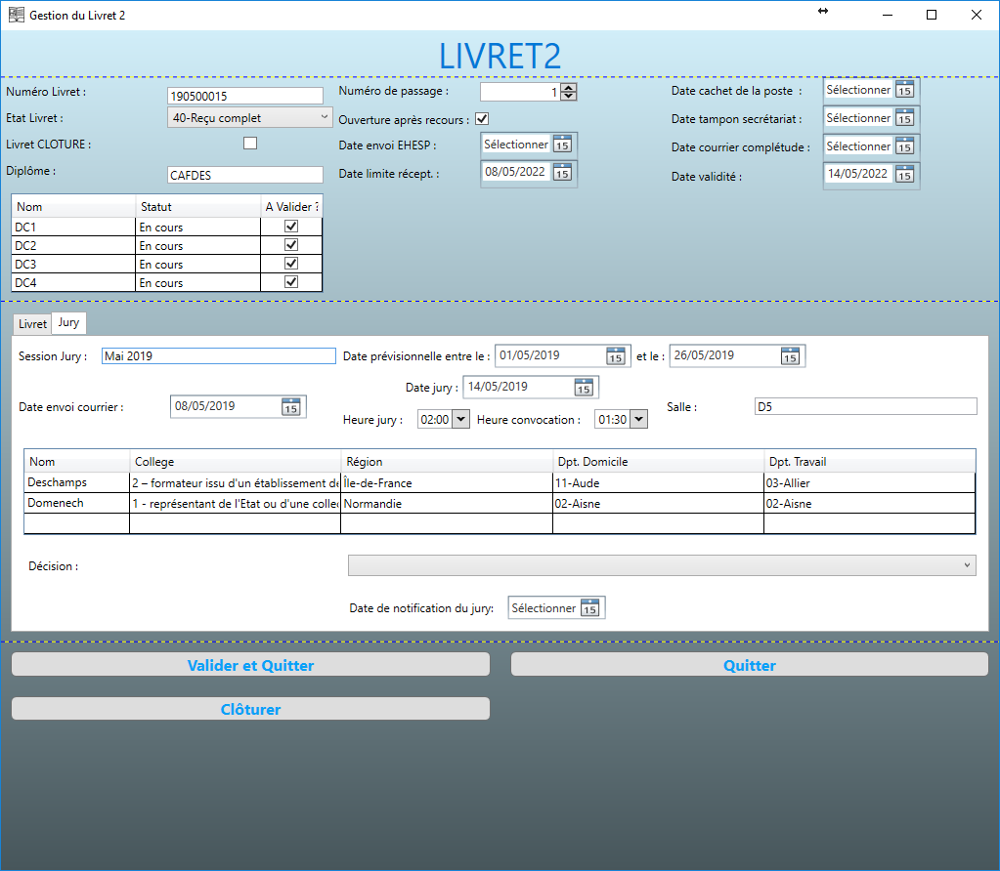 Gestion du Livret 2
LIVRET2
Numéro Livret : 190500015 Numéro de passage : 1 Date cachet de la poste : Sélectionner 15
Etat Livret : 40-Reçu complet Ouverture après recours : Date tampon secrétariat : Sélectionner 15
Livret CLOTURE : Date envoi EHESP : Sélectionner 15 Date courrier complétude : Sélectionner 15
Diplôme : CAFDES Date limite récept. : 08/05/2022 15 Date validité : 14/05/2022 15
Nom Statut A Valider ?
DC1 En cours
DC2 En cours
DC3 En cours
DC4 En cours
Livret Jury
Session Jury : Mai 2019 Date prévisionnelle entre le : 01/05/2019 15 et le : 26/05/2019 15
Date jury : 14/05/2019 15
Date envoi courrier : 08/05/2019 15 Salle : D5
Heure jury : 02:00 Heure convocation : 01:30
Nom College Région Dpt. Domicile Dpt. Travail
Deschamps 2 – formateur issu d'un établissement de Île-de-France 11-Aude 03-Allier
Domenech 1 - représentant de l'Etat ou d'une collec Normandie 02-Aisne 02-Aisne
Décision :
Date de notification du jury: Sélectionner 15
Valider et Quitter Quitter
Clôturer